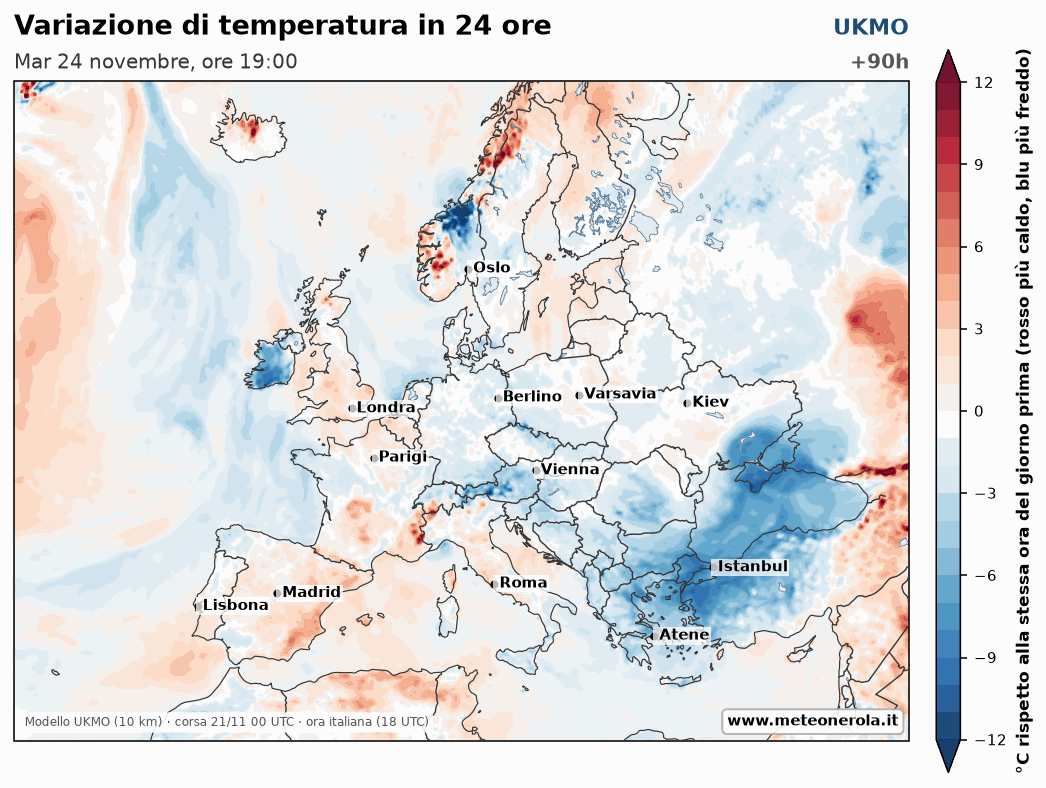 Variazione di temperatura in 24 ore
UKMO
Mar 24 novembre, ore 19:00
+90h
Oslo
Londra
Berlino
Varsavia
Kiev
Parigi
Vienna
Istanbul
Roma
Madrid
Lisbona
Atene
Modello UKMO (10 km) · corsa 21/11 00 UTC · ora italiana (18 UTC)
www.meteonerola.it
12
9
6
3
0
−3
−6
−9
−12
°C rispetto alla stessa ora del giorno prima (rosso più caldo, blu più freddo)